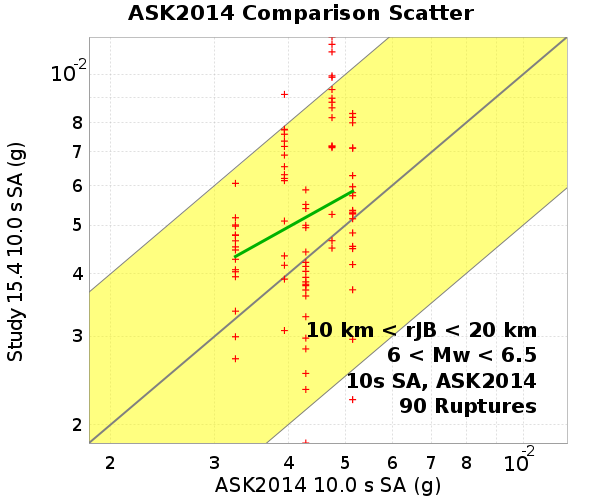 ASK2014 Comparison Scatter
Study 15.4 10.0 s SA (g)
10⁻²
8
7
6
5
4
3
2
10 km < rJB < 20 km
6 < Mw < 6.5
10s SA, ASK2014
90 Ruptures
2 3 4 5 6 7 8 10⁻²
ASK2014 10.0 s SA (g)